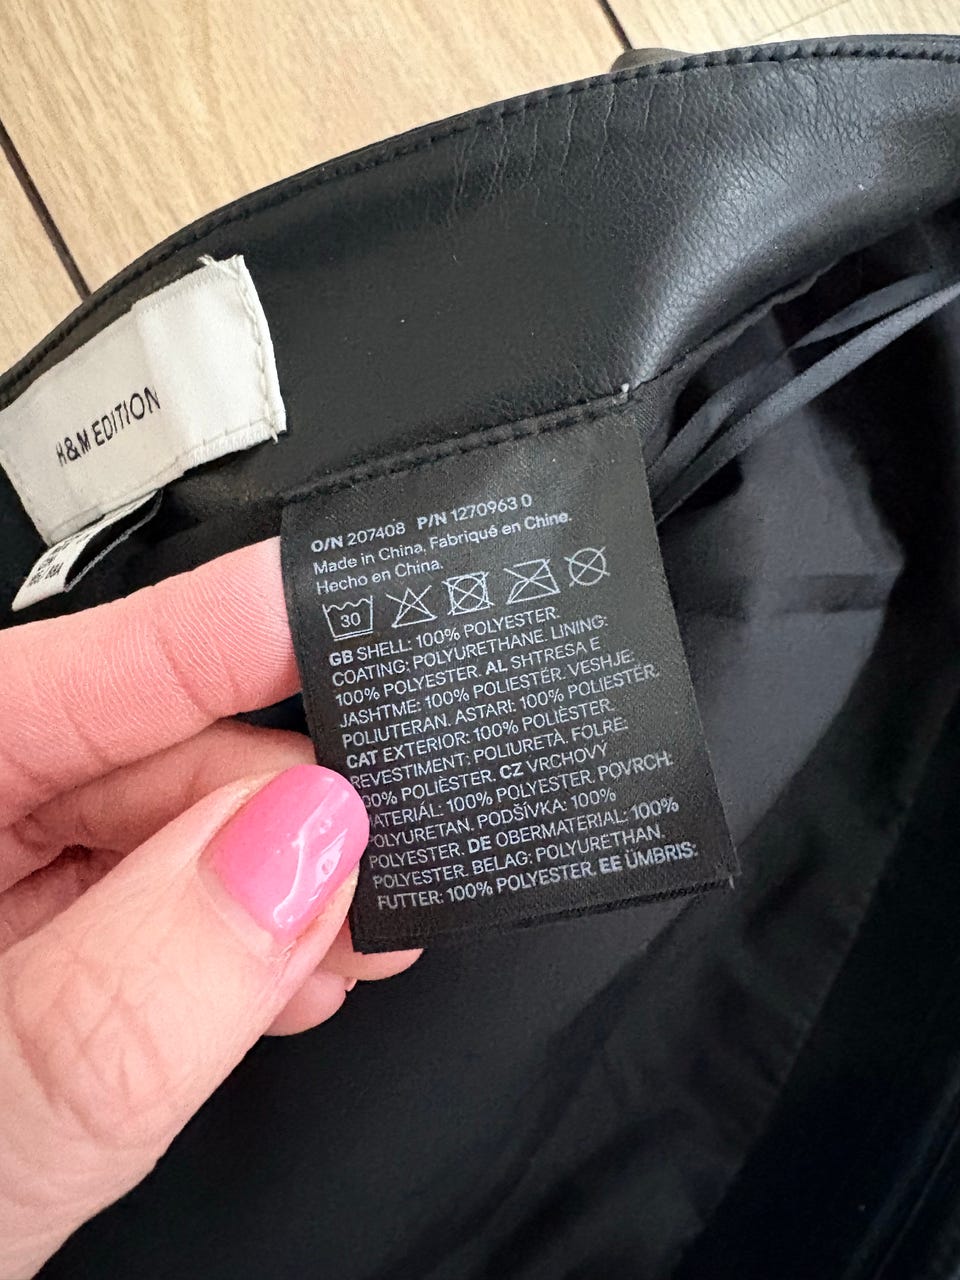 H&M EDITION
O/N 207408 P/N 1270963 0
Made in China, Fabriqué en Chine.
Hecho en China.
30
GB SHELL: 100% POLYESTER.
COATING: POLYURETHANE. LINING:
100% POLYESTER. AL SHTRESA E
JASHTME: 100% POLIESTËR. VESHJE:
POLIUTERAN. ASTARI: 100% POLIESTËR.
CAT EXTERIOR: 100% POLIÈSTER.
REVESTIMENT: POLIURETÀ. FOLRE:
00% POLIÈSTER. CZ VRCHOVÝ
MATERIÁL: 100% POLYESTER. POVRCH:
POLYURETAN. PODŠÍVKA: 100%
POLYESTER. DE OBERMATERIAL: 100%
POLYESTER. BELAG: POLYURETHAN.
FUTTER: 100% POLYESTER. EE ÜMBRIS: